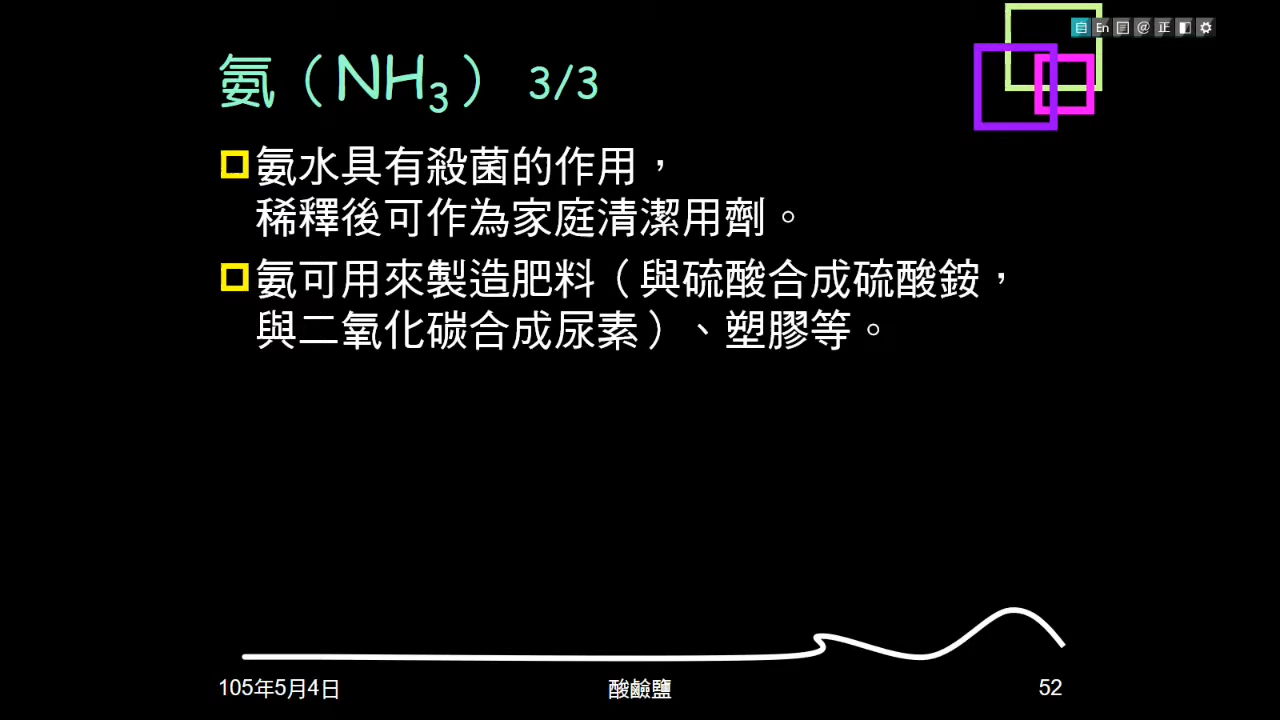 自 En @ 正
氨（NH₃） 3/3
氨水具有殺菌的作用，
稀釋後可作為家庭清潔用劑。
氨可用來製造肥料（與硫酸合成硫酸銨，
與二氧化碳合成尿素）、塑膠等。
105年5月4日 酸鹼鹽 52